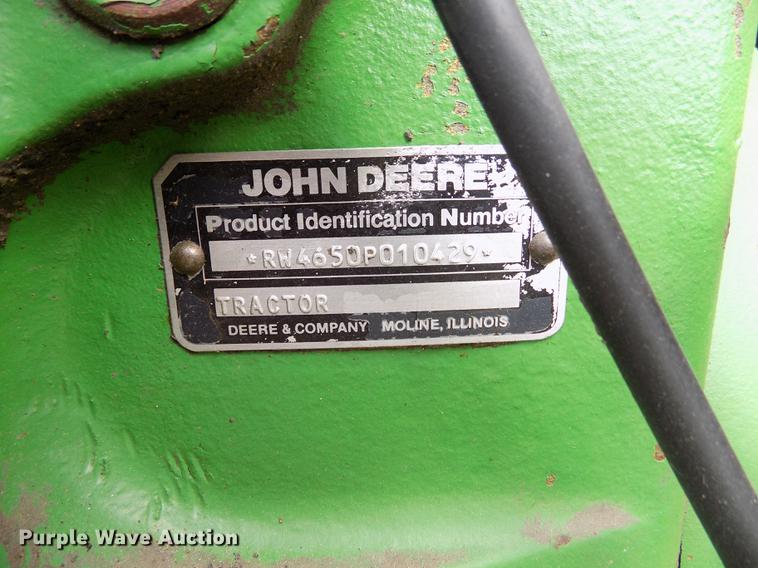 JOHN DEERE
Product Identification Number
*RW4650P010429*
TRACTOR
DEERE & COMPANY MOLINE, ILLINOIS
Purple Wave Auction